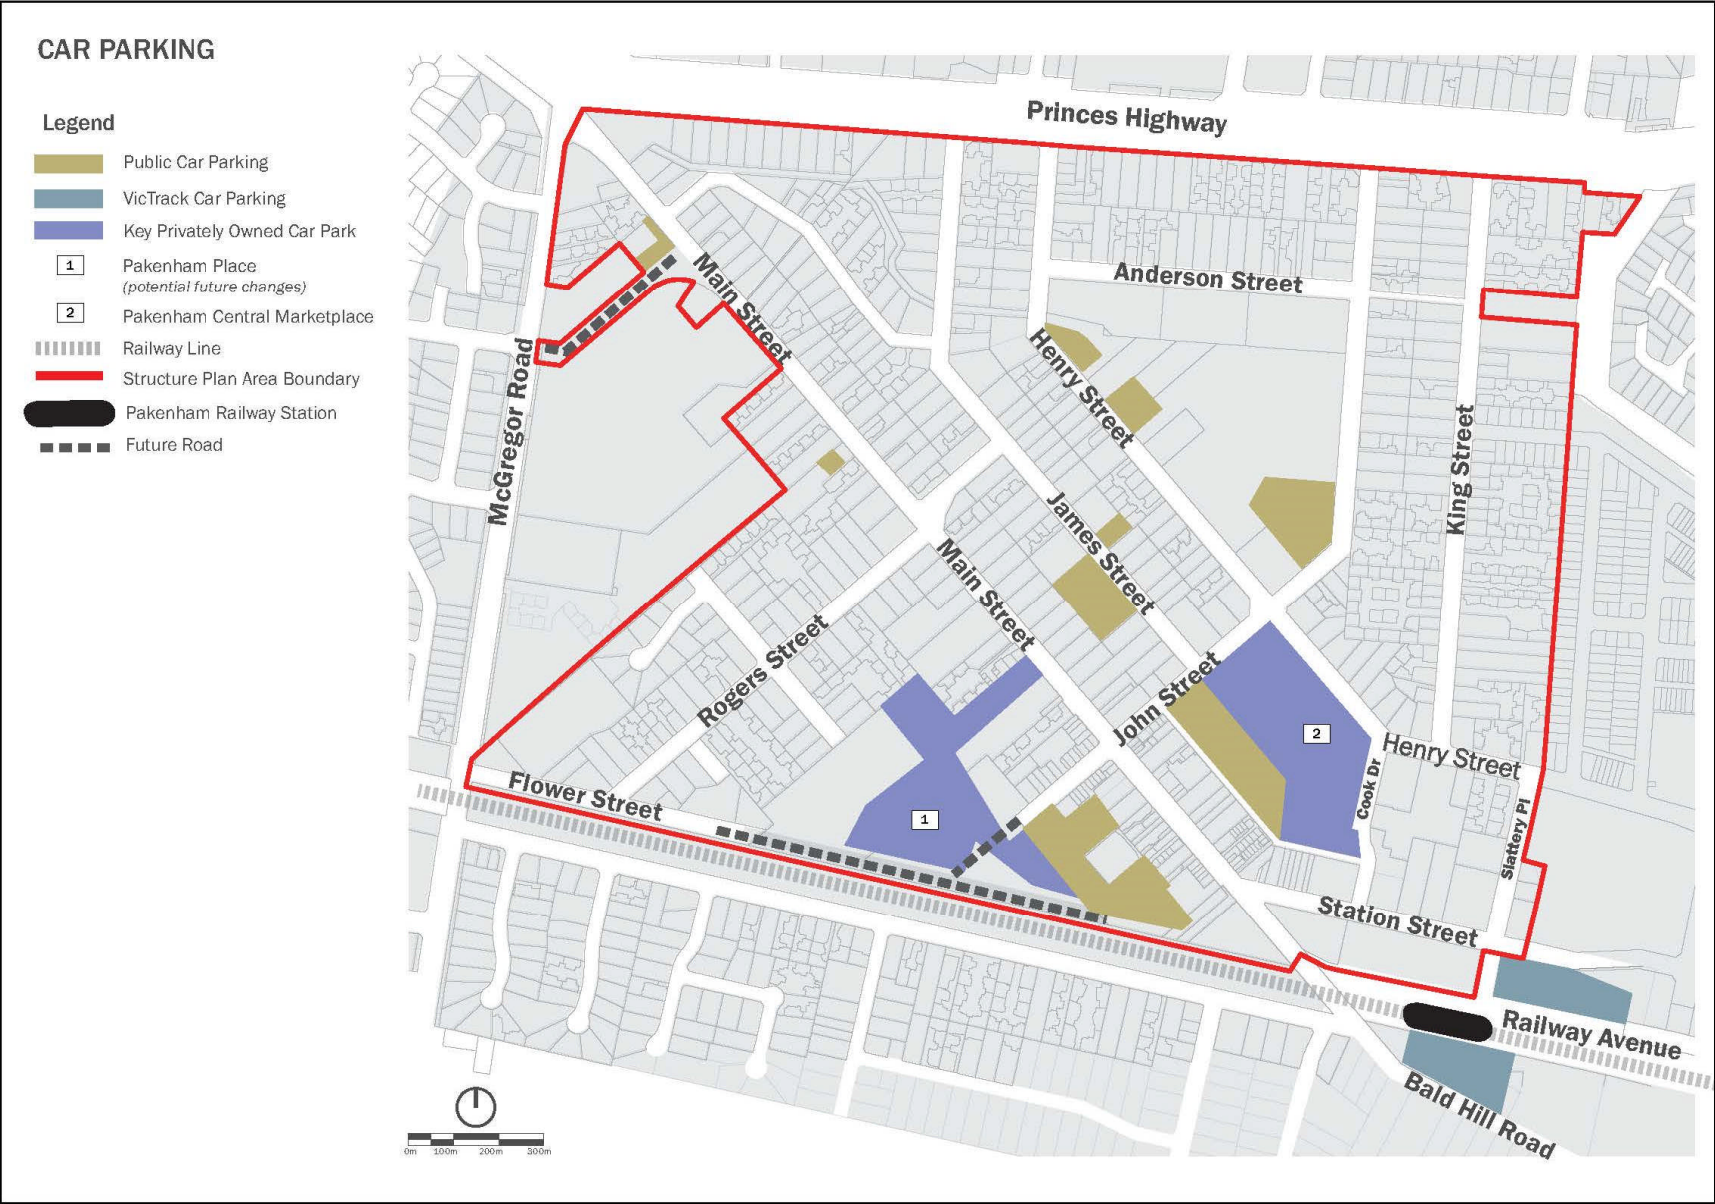 CAR PARKING
Legend
Public Car Parking
VicTrack Car Parking
Key Privately Owned Car Park
1
Pakenham Place
(potential future changes)
2
Pakenham Central Marketplace
Railway Line
Structure Plan Area Boundary
Pakenham Railway Station
Future Road
Princes Highway
Main Street
Anderson Street
McGregor Road
Henry Street
King Street
James Street
Main Street
Rogers Street
John Street
2
Henry Street
Cook Dr
Flower Street
1
Slattery Pl
Station Street
Railway Avenue
Bald Hill Road
0m 100m 200m 300m